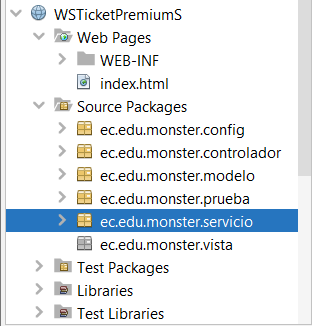 WSTicketPremiumS
Web Pages
WEB-INF
index.html
Source Packages
ec.edu.monster.config
ec.edu.monster.controlador
ec.edu.monster.modelo
ec.edu.monster.prueba
ec.edu.monster.servicio
ec.edu.monster.vista
Test Packages
Libraries
Test Libraries